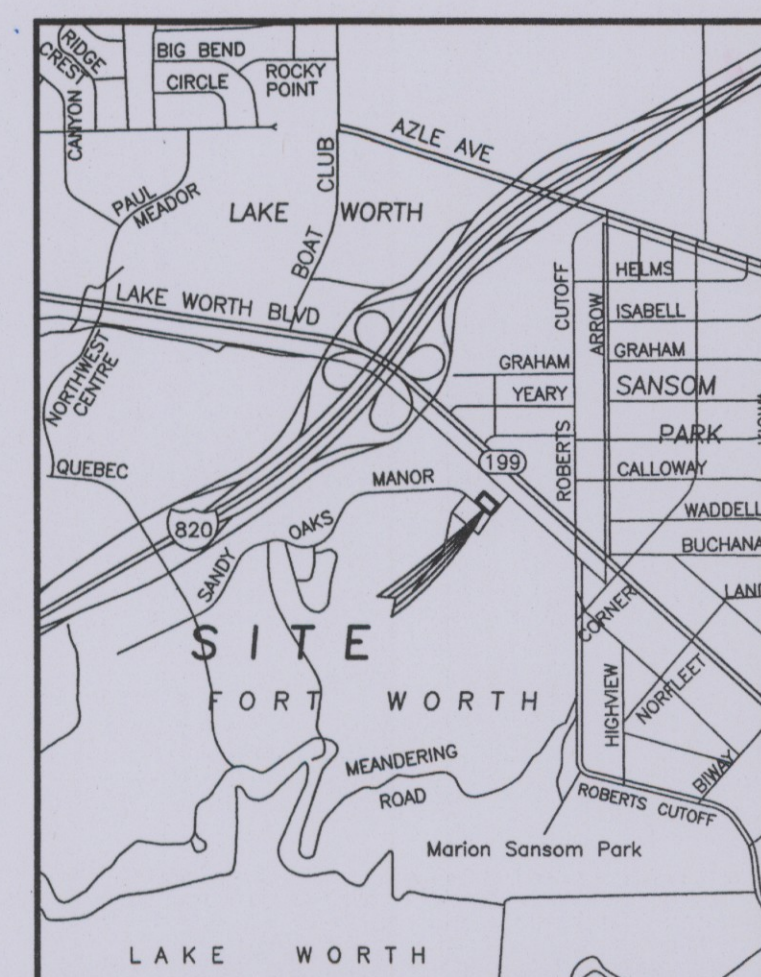 RIDGE
CREST
CANYON
BIG BEND
CIRCLE
ROCKY
POINT
AZLE AVE
PAUL
MEADOR
LAKE WORTH
BOAT CLUB
LAKE WORTH BLVD
NORTHWEST
CENTRE
CUTOFF
ROBERTS
ARROW
HELMS
ISABELL
GRAHAM
GRAHAM
YEARY
SANSOM
PARK
CALLOWAY
WADDELL
BUCHANA
LAND
QUEBEC
820
199
SANDY OAKS MANOR
SITE
FORT WORTH
CORNER
HIGHVIEW
NORFLEET
BIWAY
MEANDERING
ROAD
ROBERTS CUTOFF
Marion Sansom Park
LAKE WORTH